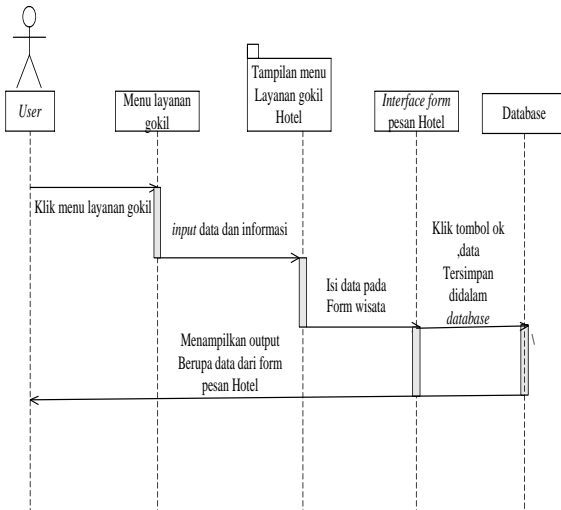 User
Menu layanan
gokil
Tampilan menu
Layanan gokil
Hotel
Interface form
pesan Hotel
Database
Klik menu layanan gokil
input data dan informasi
Isi data pada
Form wisata
Klik tombol ok
,data
Tersimpan
didalam
database
\
Menampilkan output
Berupa data dari form
pesan Hotel